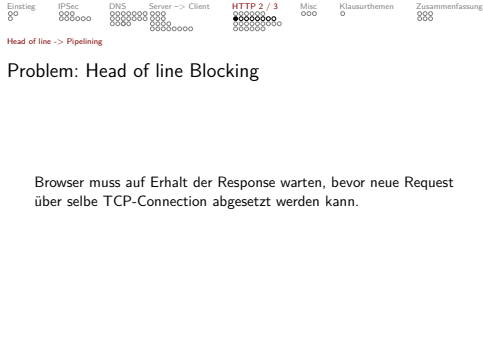 Einstieg IPSec DNS Server -> Client HTTP 2 / 3 Misc Klausurthemen Zusammenfassung
Head of line -> Pipelining
Problem: Head of line Blocking
Browser muss auf Erhalt der Response warten, bevor neue Request
über selbe TCP-Connection abgesetzt werden kann.